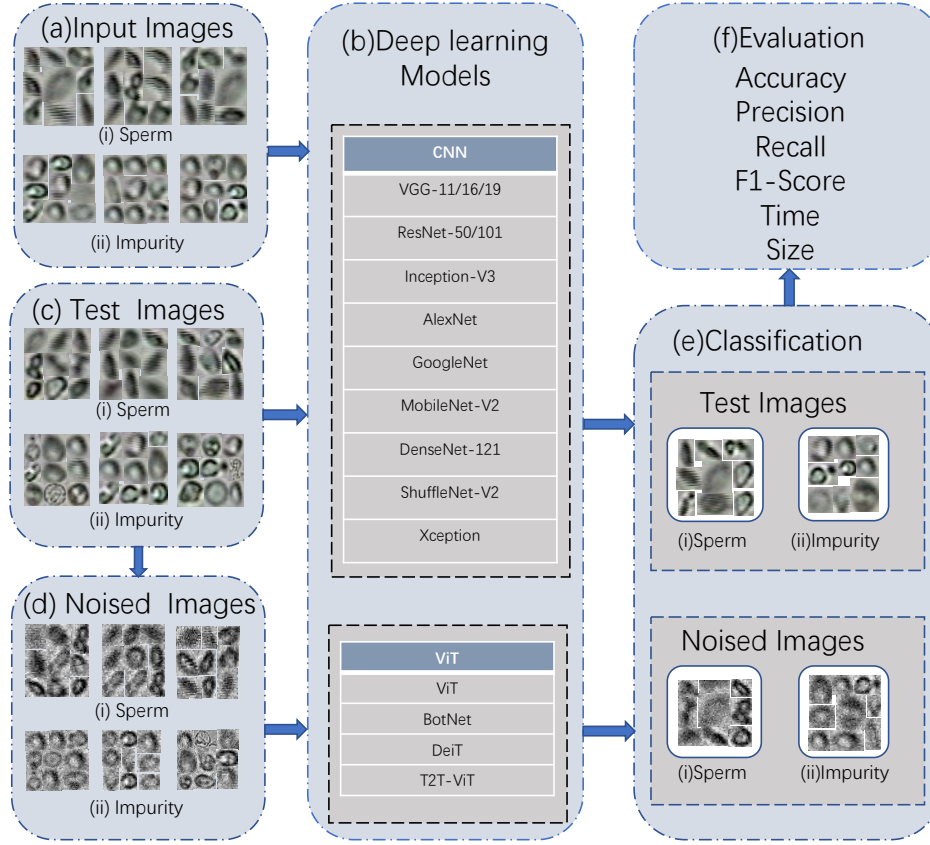 (a)Input Images
(i) Sperm
(ii) Impurity
(c) Test Images
(i) Sperm
(ii) Impurity
(d) Noised Images
(i) Sperm
(ii) Impurity
(b)Deep learning
Models
CNN
VGG-11/16/19
ResNet-50/101
Inception-V3
AlexNet
GoogleNet
MobileNet-V2
DenseNet-121
ShuffleNet-V2
Xception
ViT
ViT
BotNet
DeiT
T2T-ViT
(f)Evaluation
Accuracy
Precision
Recall
F1-Score
Time
Size
(e)Classification
Test Images
(i)Sperm
(ii)Impurity
Noised Images
(i)Sperm
(ii)Impurity